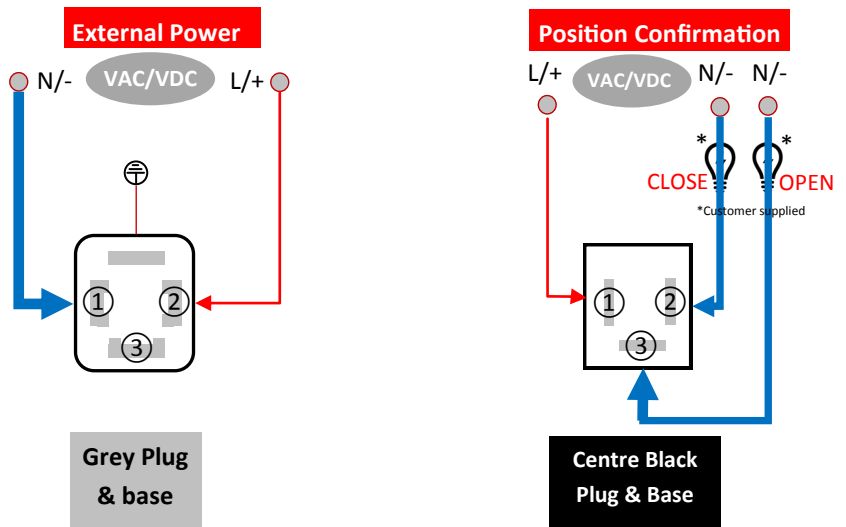 External Power
N/- VAC/VDC L/+
1 2
3
Grey Plug
& base
Position Confirmation
L/+ VAC/VDC N/- N/-
* *
CLOSE OPEN
*Customer supplied
1 2
3
Centre Black
Plug & Base